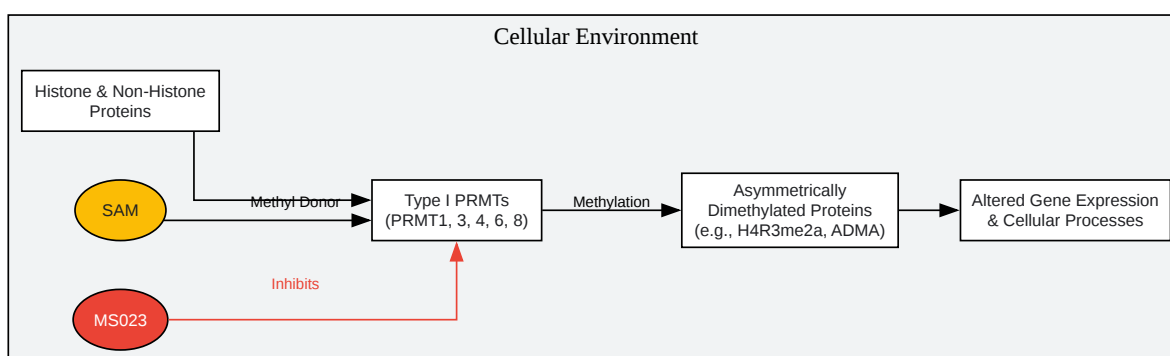 Cellular Environment
Histone & Non-Histone
Proteins
SAM
Methyl Donor
Type I PRMTs
(PRMT1, 3, 4, 6, 8)
Methylation
Asymmetrically
Dimethylated Proteins
(e.g., H4R3me2a, ADMA)
Altered Gene Expression
& Cellular Processes
Inhibits
MS023